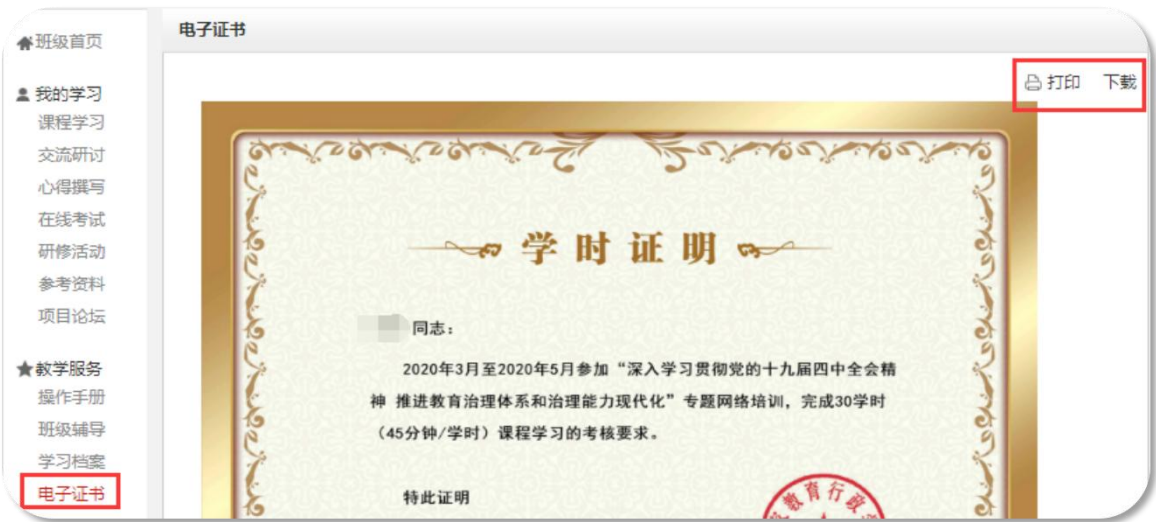 班级首页
我的学习
课程学习
交流研讨
心得撰写
在线考试
研修活动
参考资料
项目论坛
教学服务
操作手册
班级辅导
学习档案
电子证书
电子证书
打印 下载
学时证明
同志：
2020年3月至2020年5月参加“深入学习贯彻党的十九届四中全会精
神 推进教育治理体系和治理能力现代化”专题网络培训，完成30学时
（45分钟/学时）课程学习的考核要求。
特此证明
教育行政